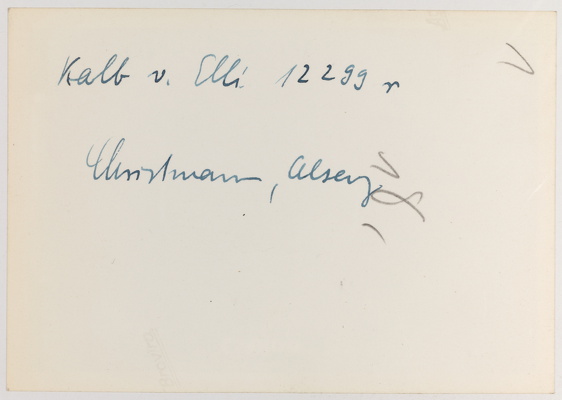 Kalb v. Elli 12299 r
Christmann, Alsenz